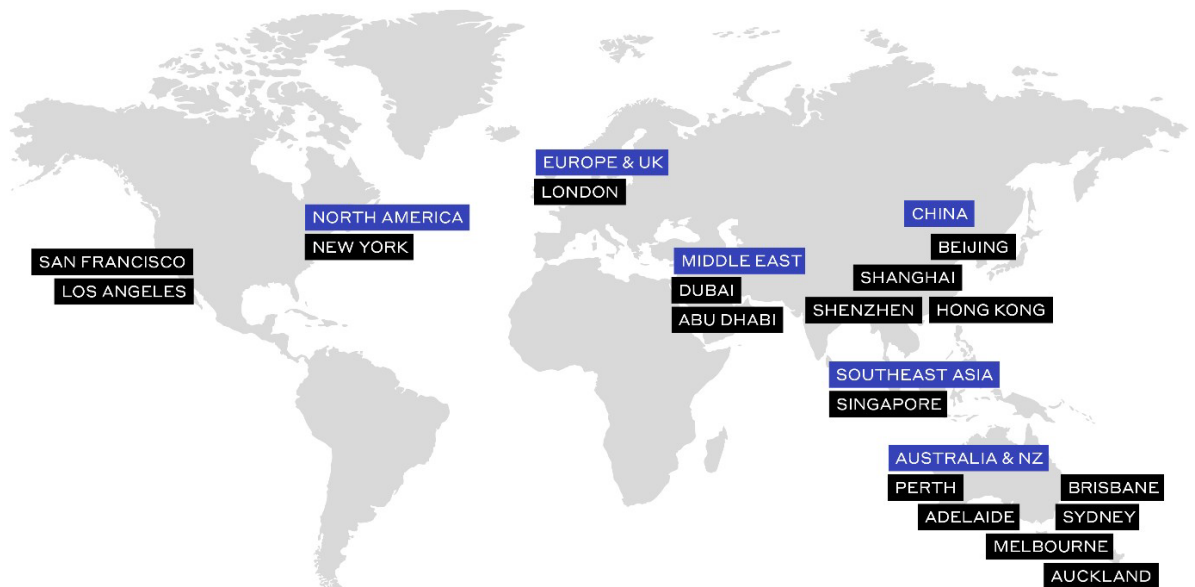 EUROPE & UK
LONDON
NORTH AMERICA
NEW YORK
SAN FRANCISCO
LOS ANGELES
MIDDLE EAST
DUBAI
ABU DHABI
CHINA
BEIJING
SHANGHAI
SHENZHEN
HONG KONG
SOUTHEAST ASIA
SINGAPORE
AUSTRALIA & NZ
PERTH
BRISBANE
ADELAIDE
SYDNEY
MELBOURNE
AUCKLAND